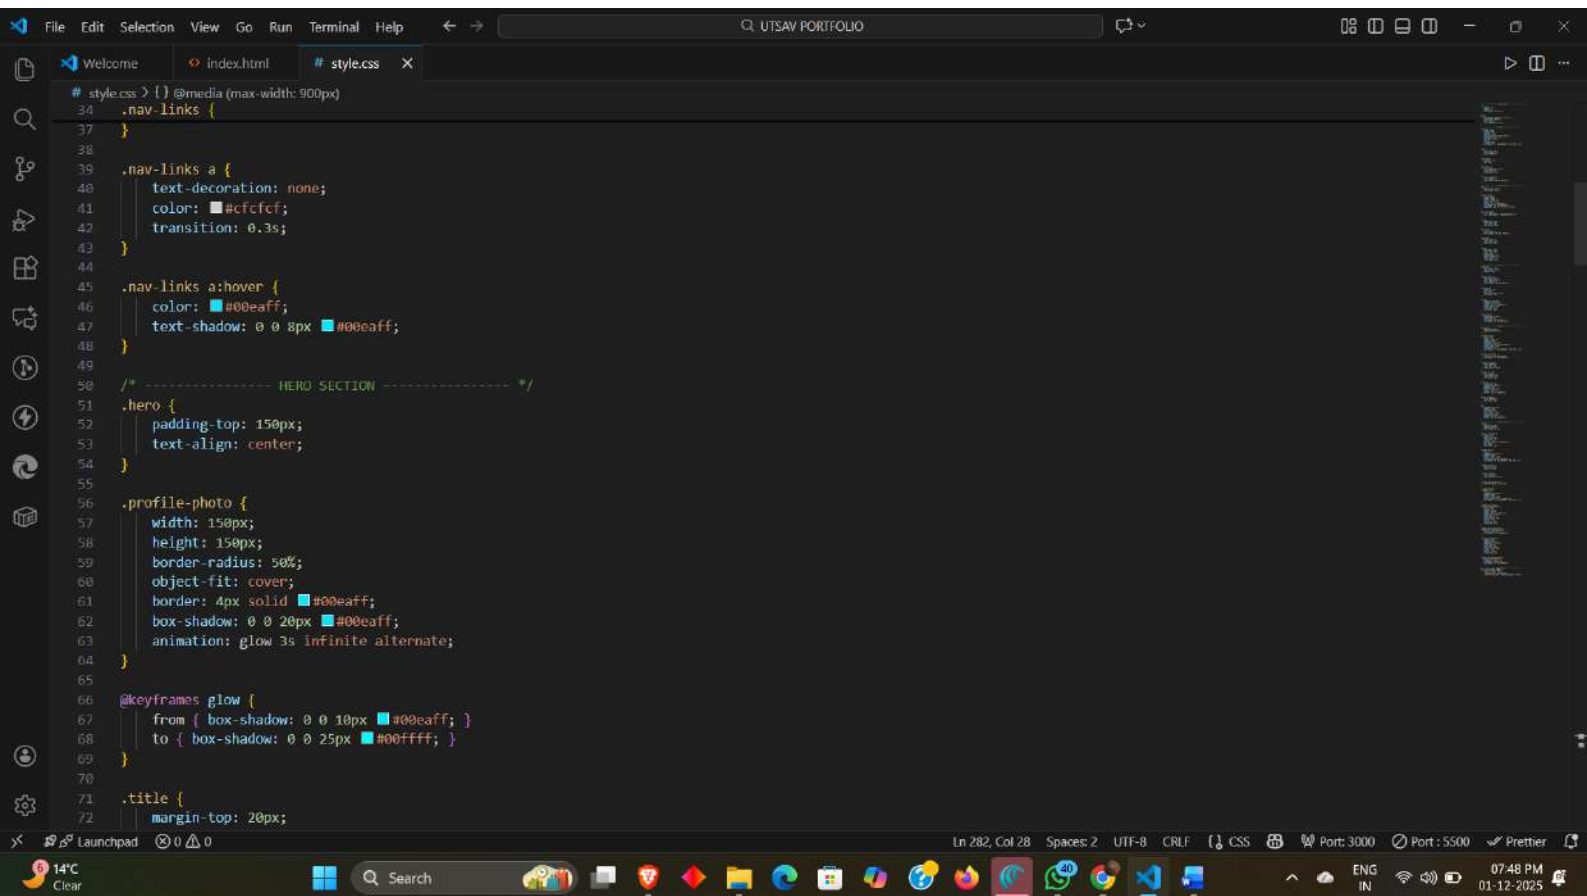 File Edit Selection View Go Run Terminal Help UTSAV PORTFOLIO
Welcome index.html # style.css
# style.css > { } @media (max-width: 900px)
34 .nav-links {
37 }
38
39 .nav-links a {
40 text-decoration: none;
41 color: #cfcfcf;
42 transition: 0.3s;
43 }
44
45 .nav-links a:hover {
46 color: #00eaff;
47 text-shadow: 0 0 8px #00eaff;
48 }
49
50 /* ---------------- HERO SECTION ---------------- */
51 .hero {
52 padding-top: 150px;
53 text-align: center;
54 }
55
56 .profile-photo {
57 width: 150px;
58 height: 150px;
59 border-radius: 50%;
60 object-fit: cover;
61 border: 4px solid #00eaff;
62 box-shadow: 0 0 20px #00eaff;
63 animation: glow 3s infinite alternate;
64 }
65
66 @keyframes glow {
67 from { box-shadow: 0 0 10px #00eaff; }
68 to { box-shadow: 0 0 25px #00ffff; }
69 }
70
71 .title {
72 margin-top: 20px;
Launchpad 0 0 Ln 282, Col 28 Spaces: 2 UTF-8 CRLF { } CSS Port: 3000 Port : 5500 Prettier
6 14°C
Clear
Search
40
ENG
IN
07:48 PM
01-12-2025